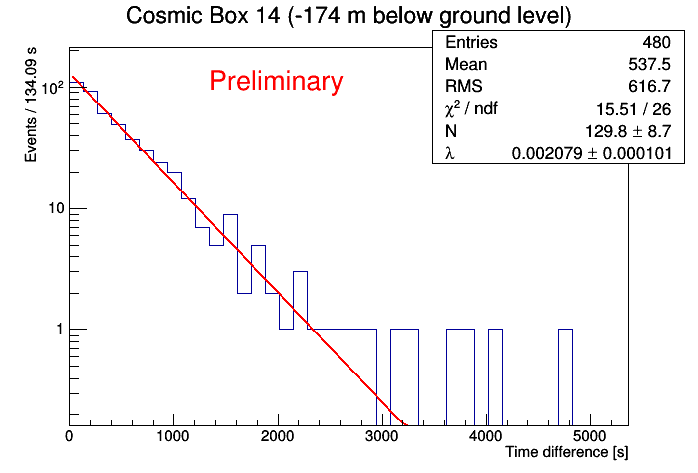 Cosmic Box 14 (-174 m below ground level)
Entries 480
Mean 537.5
RMS 616.7
χ² / ndf 15.51 / 26
N 129.8 ± 8.7
λ 0.002079 ± 0.000101
Preliminary
Events / 134.09 s
10²
10
1
0 1000 2000 3000 4000 5000
Time difference [s]